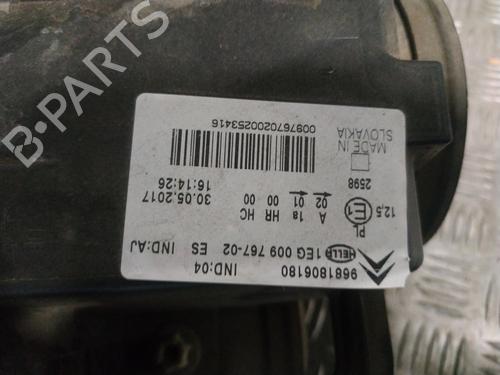 9681806180 IND:04
HELLA 1EG 009 767-02 ES IND:AJ
A 02
1a 01
HR 00
HC 00
30.05.2017
16:14:26
PL E1 12,5
2598
MADE IN
SLOVAKIA
00976702000253416
B-PARTS